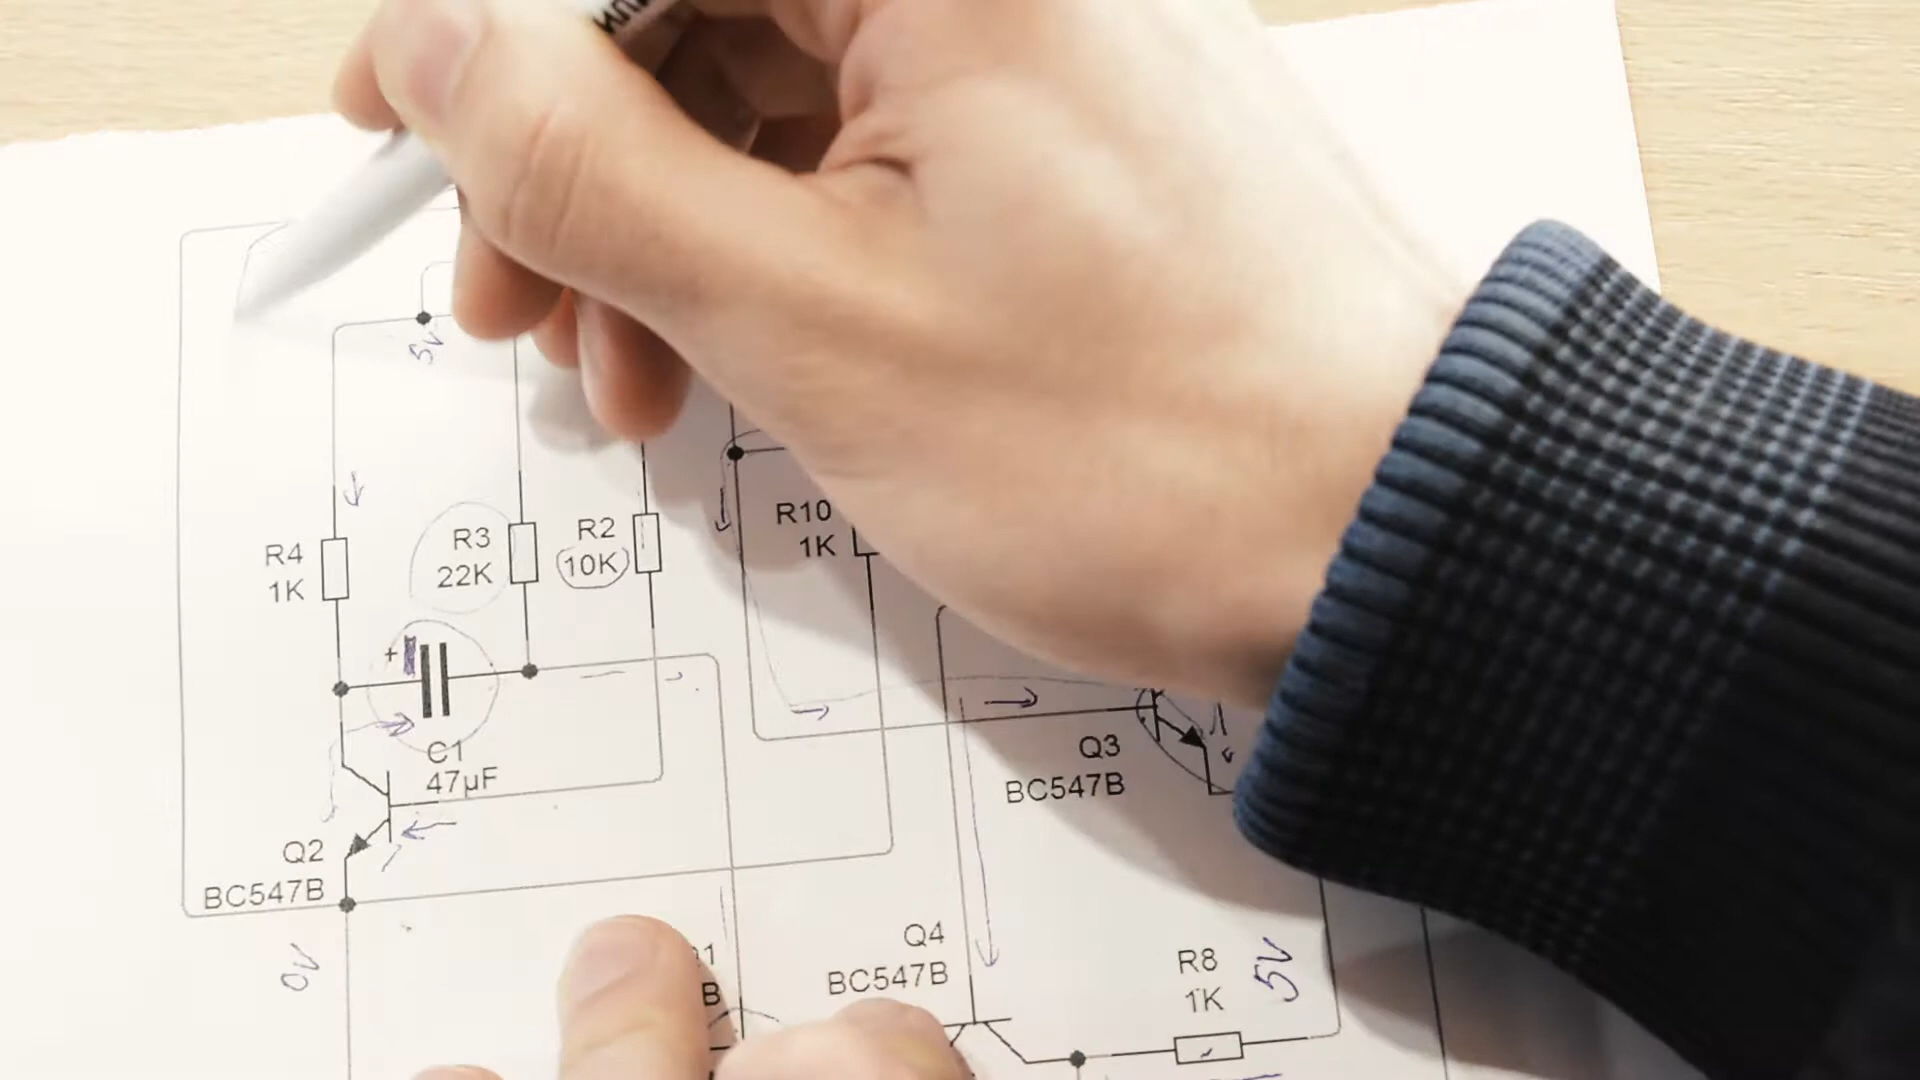 5V
R10
1K
R3
22K
R2
10K
R4
1K
+
C1
47µF
Q3
BC547B
Q2
BC547B
0V
Q4
BC547B
R8
1K
5V
B